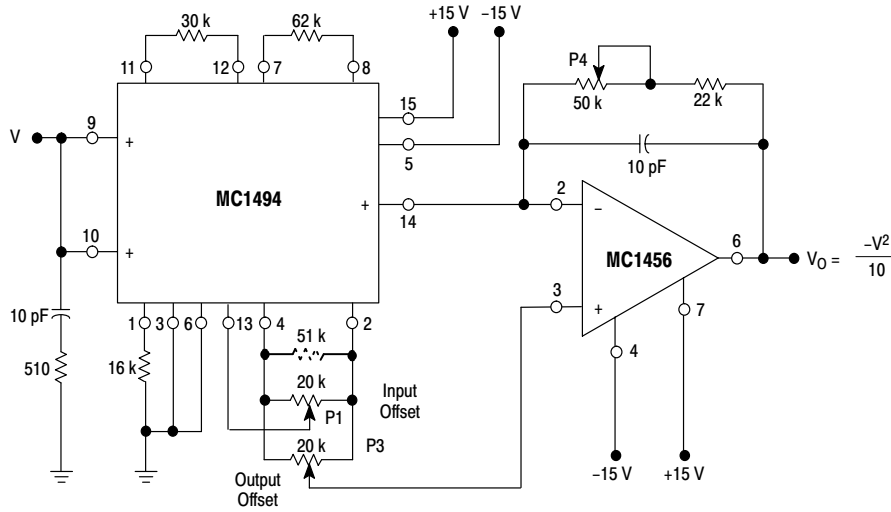 30 k
62 k
+15 V
−15 V
11
12
7
8
P4
50 k
22 k
V
9
+
15
5
10 pF
MC1494
+
14
2
−
10
+
MC1456
6
VO = −V²
10
10 pF
1
3
6
13
4
2
3
+
7
510
16 k
51 k
20 k
P1
Input
Offset
4
20 k
P3
Output
Offset
−15 V
+15 V